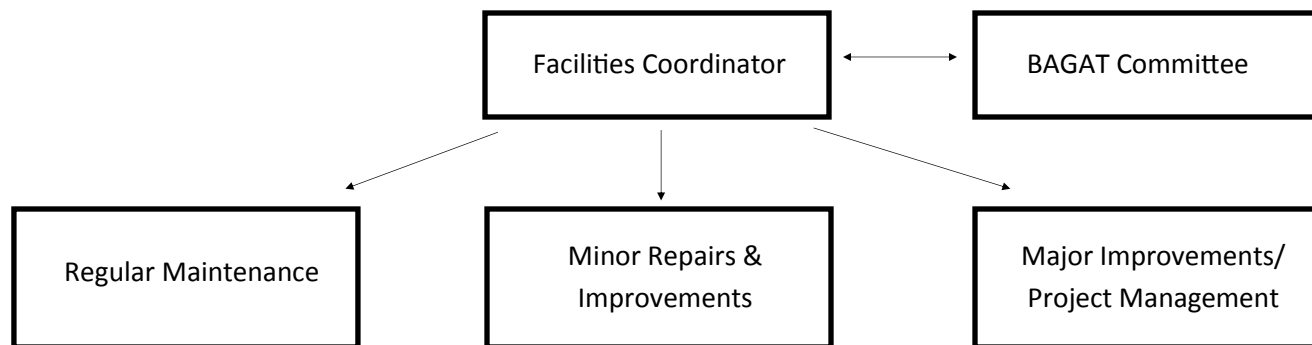 Facilities Coordinator
BAGAT Committee
Regular Maintenance
Minor Repairs &
Improvements
Major Improvements/
Project Management